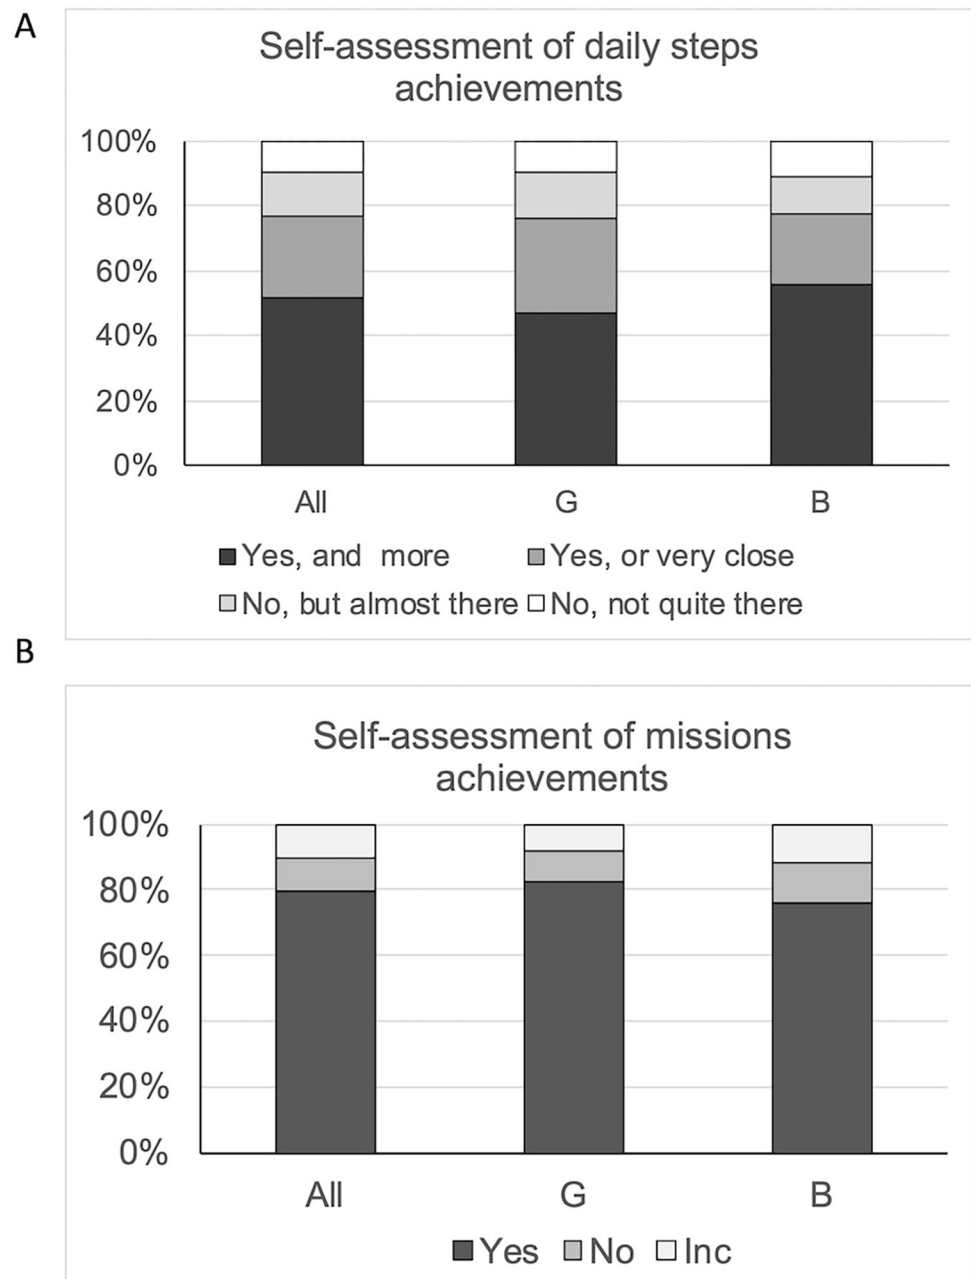 A
Self-assessment of daily steps
achievements
100%
80%
60%
40%
20%
0%
All G B
Yes, and more Yes, or very close
No, but almost there No, not quite there
B
Self-assessment of missions
achievements
100%
80%
60%
40%
20%
0%
All G B
Yes No Inc